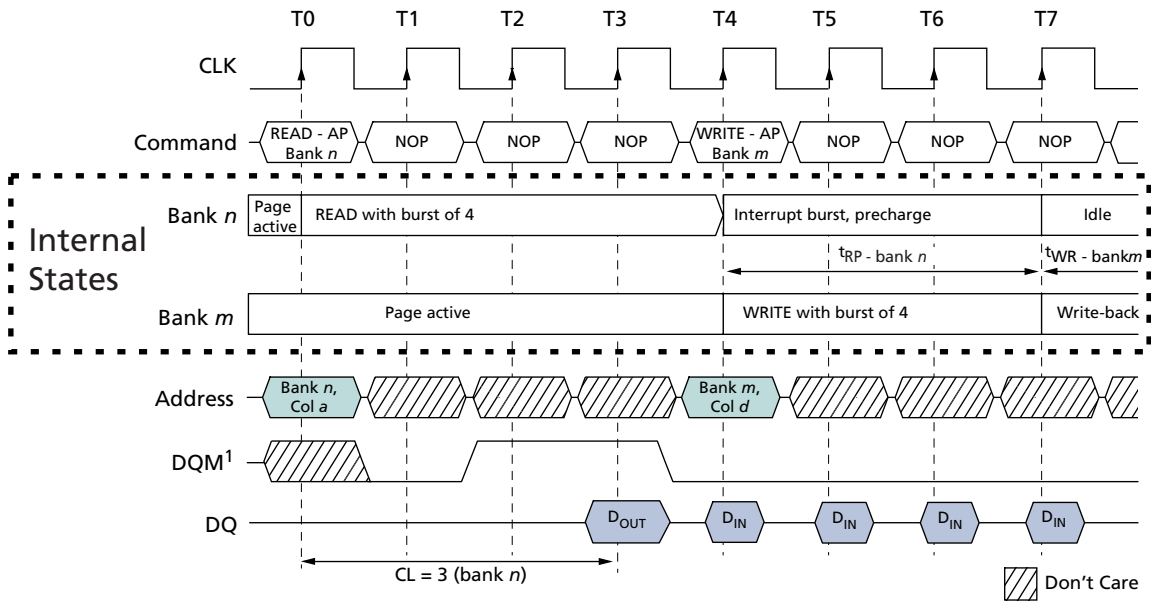 T0 T1 T2 T3 T4 T5 T6 T7
CLK
Command
READ - AP
Bank n
NOP
NOP
NOP
WRITE - AP
Bank m
NOP
NOP
NOP
Internal
States
Bank n
Page
active
READ with burst of 4
Interrupt burst, precharge
Idle
tRP - bank n
tWR - bankm
Bank m
Page active
WRITE with burst of 4
Write-back
Address
Bank n,
Col a
Bank m,
Col d
DQM1
DQ
DOUT
DIN
DIN
DIN
DIN
CL = 3 (bank n)
Don't Care